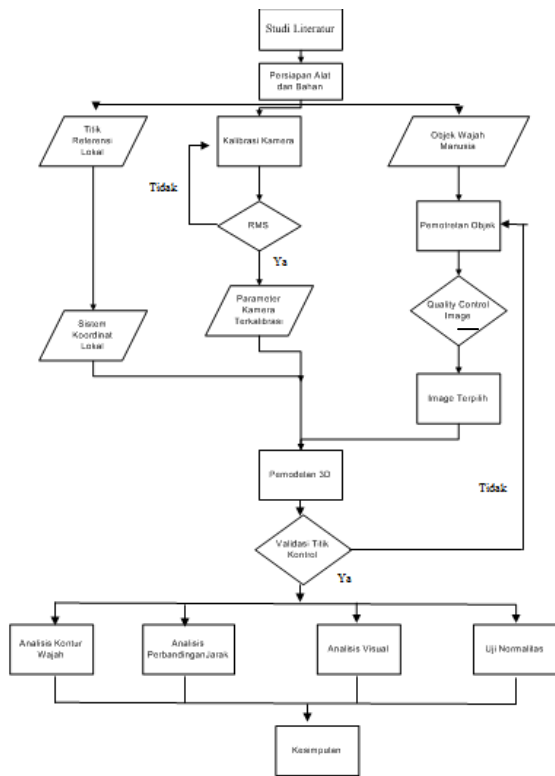 Studi Literatur
Persiapan Alat
dan Bahan
Titik
Referensi
Lokal
Kalibrasi Kamera
Objek Wajah
Manusia
Tidak
RMS
Pemotretan Objek
Ya
Parameter
Kamera
Terkalibrasi
Quality Control
Image
Sistem
Koordinat
Lokal
Image Terpilih
Pemodelan 3D
Tidak
Validasi Titik
Kontrol
Ya
Analisis Kontur
Wajah
Analisis
PerbandinganJarak
Analisis Visual
Uji Normalitas
Kesimpulan